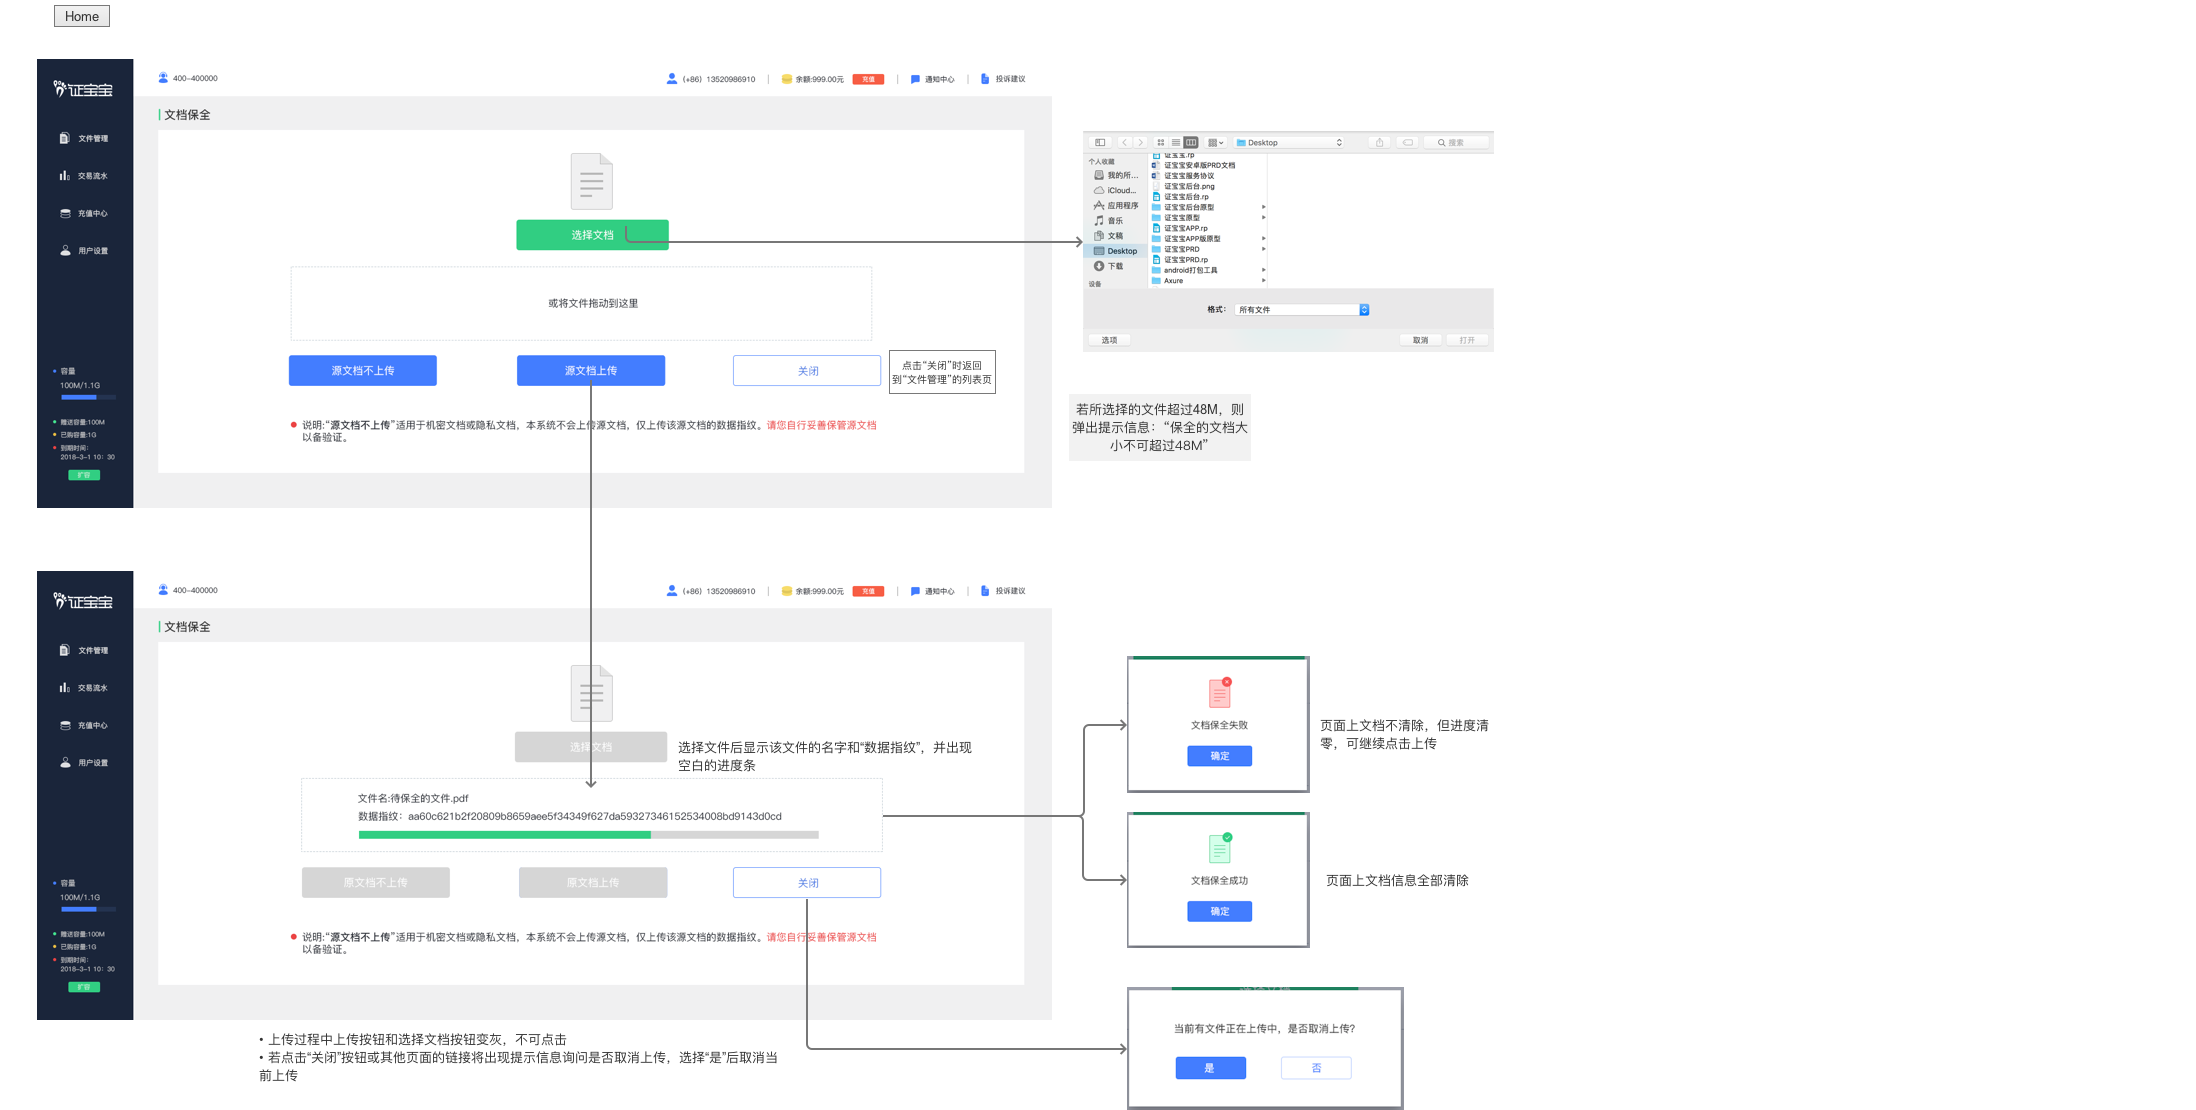 Home
证宝宝
400-400000
(+86) 13520986910
余额:999.00元
充值
通知中心
投诉建议
文件管理
交易流水
充值中心
用户设置
容量
100M/1.1G
赠送容量:100M
已购容量:1G
到期时间:
2018-3-1 10: 30
扩容
文档保全
选择文档
或将文件拖动到这里
源文档不上传
源文档上传
关闭
点击“关闭”时返回
到“文件管理”的列表页
说明:“源文档不上传”适用于机密文档或隐私文档，本系统不会上传源文档，仅上传该源文档的数据指纹。请您自行妥善保管源文档
以备验证。
Desktop
搜索
个人收藏
我的所...
iCloud...
应用程序
音乐
文稿
Desktop
下载
设备
证宝宝.rp
证宝宝安卓版PRD文档
证宝宝服务协议
证宝宝后台.png
证宝宝后台.rp
证宝宝后台原型
证宝宝原型
证宝宝APP.rp
证宝宝APP版原型
证宝宝PRD
证宝宝PRD.rp
android打包工具
Axure
格式:
所有文件
选项
取消
打开
若所选择的文件超过48M，则
弹出提示信息：“保全的文档大
小不可超过48M”
证宝宝
400-400000
(+86) 13520986910
余额:999.00元
充值
通知中心
投诉建议
文件管理
交易流水
充值中心
用户设置
容量
100M/1.1G
赠送容量:100M
已购容量:1G
到期时间:
2018-3-1 10: 30
扩容
文档保全
选择文档
选择文件后显示该文件的名字和“数据指纹”，并出现
空白的进度条
文件名:待保全的文件.pdf
数据指纹：aa60c621b2f20809b8659aee5f34349f627da59327346152534008bd9143d0cd
原文档不上传
原文档上传
关闭
说明:“源文档不上传”适用于机密文档或隐私文档，本系统不会上传源文档，仅上传该源文档的数据指纹。请您自行妥善保管源文档
以备验证。
文档保全失败
确定
页面上文档不清除，但进度清
零，可继续点击上传
文档保全成功
确定
页面上文档信息全部清除
当前有文件正在上传中，是否取消上传?
是
否
• 上传过程中上传按钮和选择文档按钮变灰，不可点击
• 若点击“关闭”按钮或其他页面的链接将出现提示信息询问是否取消上传，选择“是”后取消当
前上传